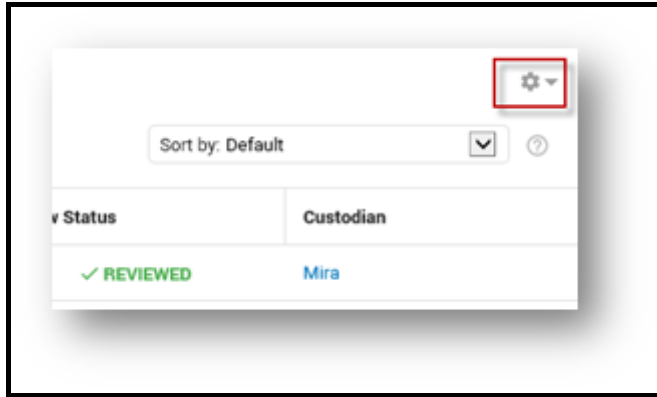 Sort by: Default
w Status Custodian
✓ REVIEWED Mira